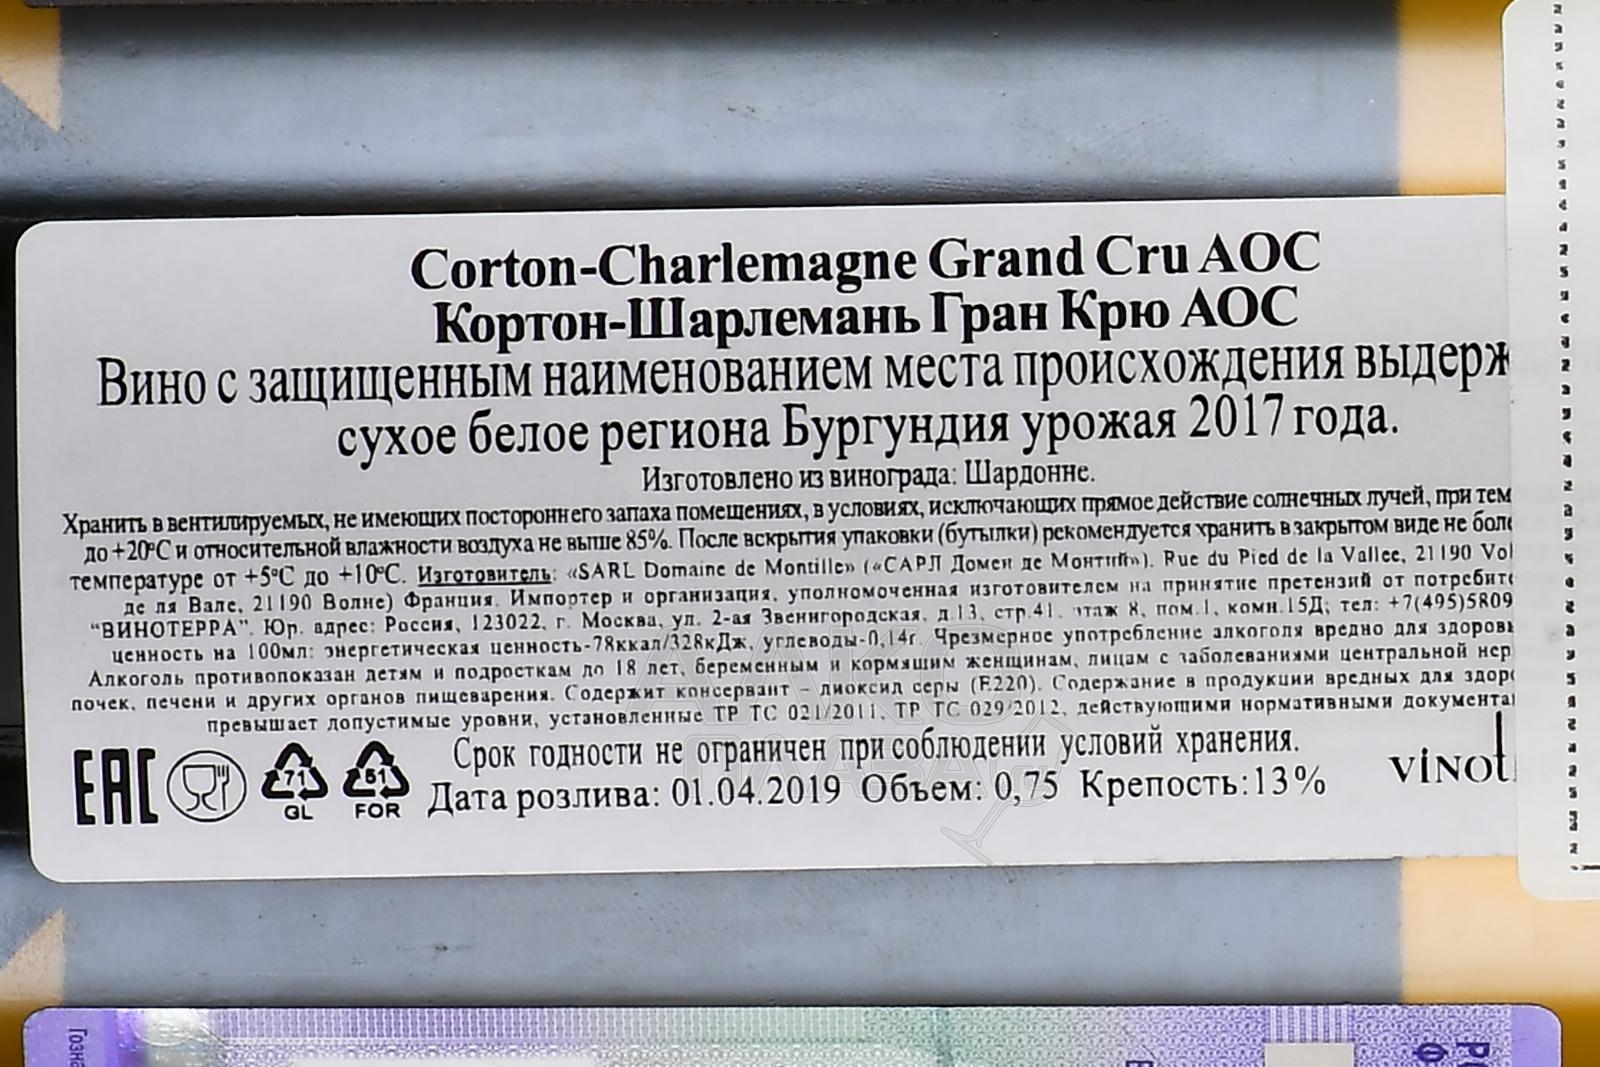 Corton-Charlemagne Grand Cru AOC
Кортон-Шарлемань Гран Крю АОС
Вино с защищенным наименованием места происхождения выдерж
сухое белое региона Бургундия урожая 2017 года.
Изготовлено из винограда: Шардонне.
Хранить в вентилируемых, не имеющих постороннего запаха помещениях, в условиях, исключающих прямое действие солнечных лучей, при тем
до +20°С и относительной влажности воздуха не выше 85%. После вскрытия упаковки (бутылки) рекомендуется хранить в закрытом виде не бол
температуре от +5°С до +10°С. Изготовитель: «SARL Domaine de Montille» («САРЛ Домен де Монтий»). Rue du Pied de la Vallee, 21190 Vol
де ля Вале, 21190 Волне) Франция. Импортер и организация, уполномоченная изготовителем на принятие претензий от потребит
"ВИНОТЕРРА". Юр. адрес: Россия, 123022, г. Москва, ул. 2-ая Звенигородская, д.13, стр.41, этаж 8, пом.I, комн.15Д; тел: +7(495)5809
ценность на 100мл: энергетическая ценность-78ккал/328кДж, углеводы-0,14г. Чрезмерное употребление алкоголя вредно для здоров
Алкоголь противопоказан детям и подросткам до 18 лет, беременным и кормящим женщинам, лицам с заболеваниями центральной нер
почек, печени и других органов пищеварения. Содержит консервант – диоксид серы (Е220). Содержание в продукции вредных для здор
превышает допустимые уровни, установленные ТР ТС 021/2011, ТР ТС 029/2012, действующими нормативными документа
Срок годности не ограничен при соблюдении условий хранения.
Дата розлива: 01.04.2019 Объем: 0,75 Крепость:13%
EAC
71
GL
51
FOR
vinot
Гозна